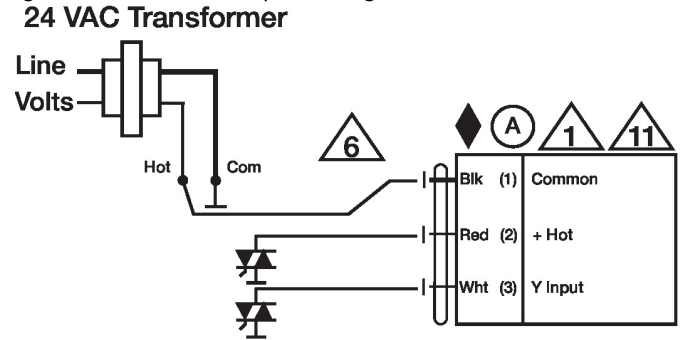 24 VAC Transformer
Line
Volts
Hot
Com
6
A
1
11
Blk (1) Common
Red (2) + Hot
Wht (3) Y Input